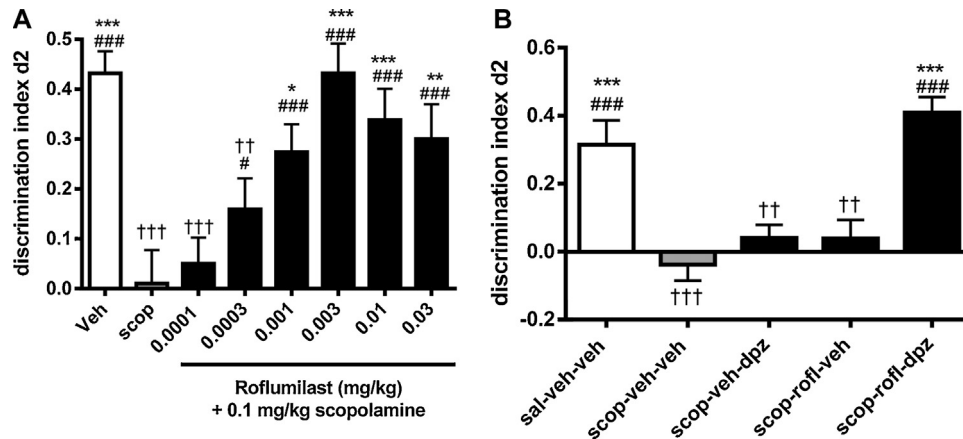 A
discrimination index d2
0.5
0.4
0.3
0.2
0.1
0.0
***
###
†††
†††
††
#
*
###
***
###
***
###
**
###
Veh
scop
0.0001
0.0003
0.001
0.003
0.01
0.03
Roflumilast (mg/kg)
+ 0.1 mg/kg scopolamine
B
discrimination index d2
0.6
0.4
0.2
0.0
-0.2
***
###
†††
††
††
***
###
sal-veh-veh
scop-veh-veh
scop-veh-dpz
scop-rofl-veh
scop-rofl-dpz